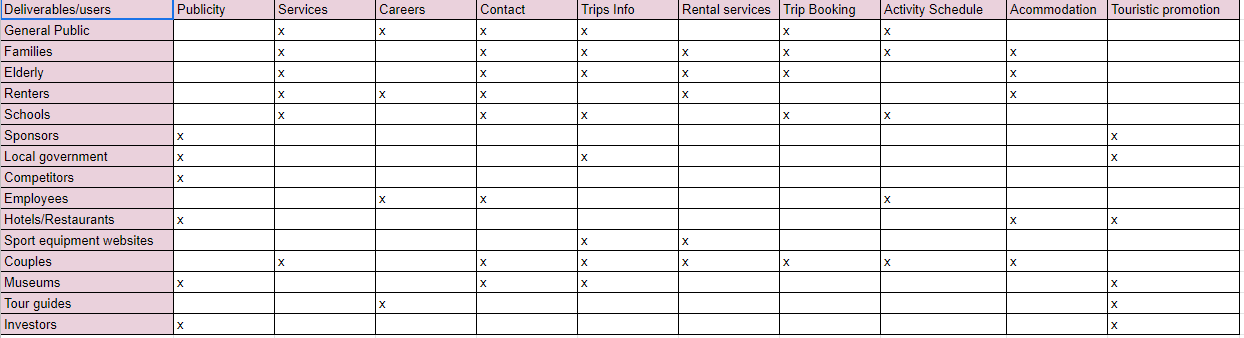 Deliverables/users Publicity Services Careers Contact Trips Info Rental services Trip Booking Activity Schedule Acommodation Touristic promotion
General Public x x x x x x
Families x x x x x x x
Elderly x x x x x x
Renters x x x x x
Schools x x x x x
Sponsors x x
Local government x x x
Competitors x
Employees x x x
Hotels/Restaurants x x x
Sport equipment websites x x
Couples x x x x x x x
Museums x x x x
Tour guides x x
Investors x x